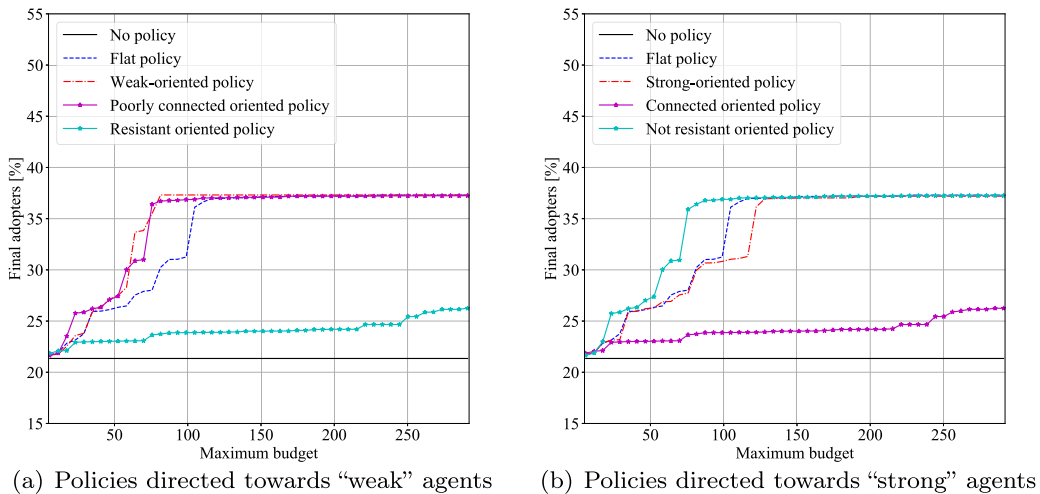 55
50
45
40
35
30
25
20
15
Final adopters [%]
No policy
Flat policy
Weak-oriented policy
Poorly connected oriented policy
Resistant oriented policy
50 100 150 200 250
Maximum budget
(a) Policies directed towards “weak” agents
55
50
45
40
35
30
25
20
15
Final adopters [%]
No policy
Flat policy
Strong-oriented policy
Connected oriented policy
Not resistant oriented policy
50 100 150 200 250
Maximum budget
(b) Policies directed towards “strong” agents